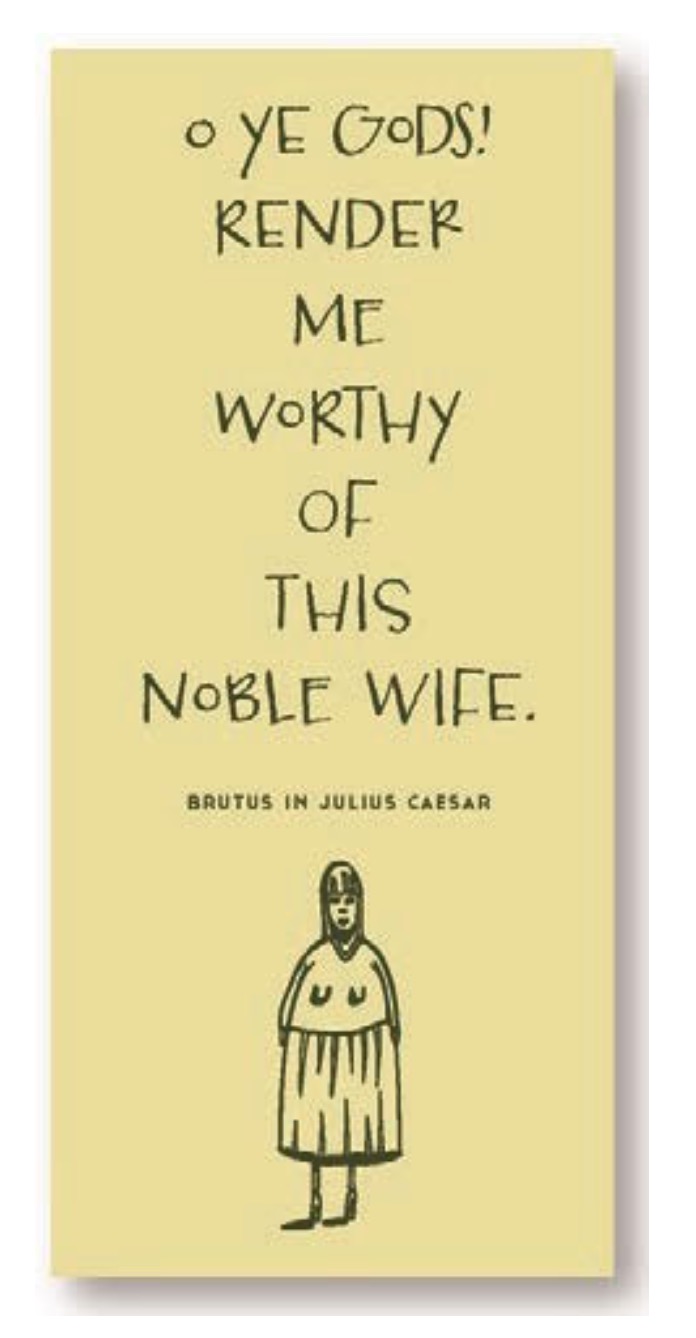 O YE GODS!
RENDER
ME
WORTHY
OF
THIS
NOBLE WIFE.
BRUTUS IN JULIUS CAESAR